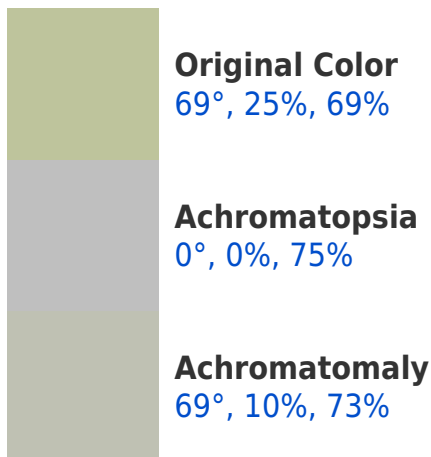 Original Color
69°, 25%, 69%
Achromatopsia
0°, 0%, 75%
Achromatomaly
69°, 10%, 73%